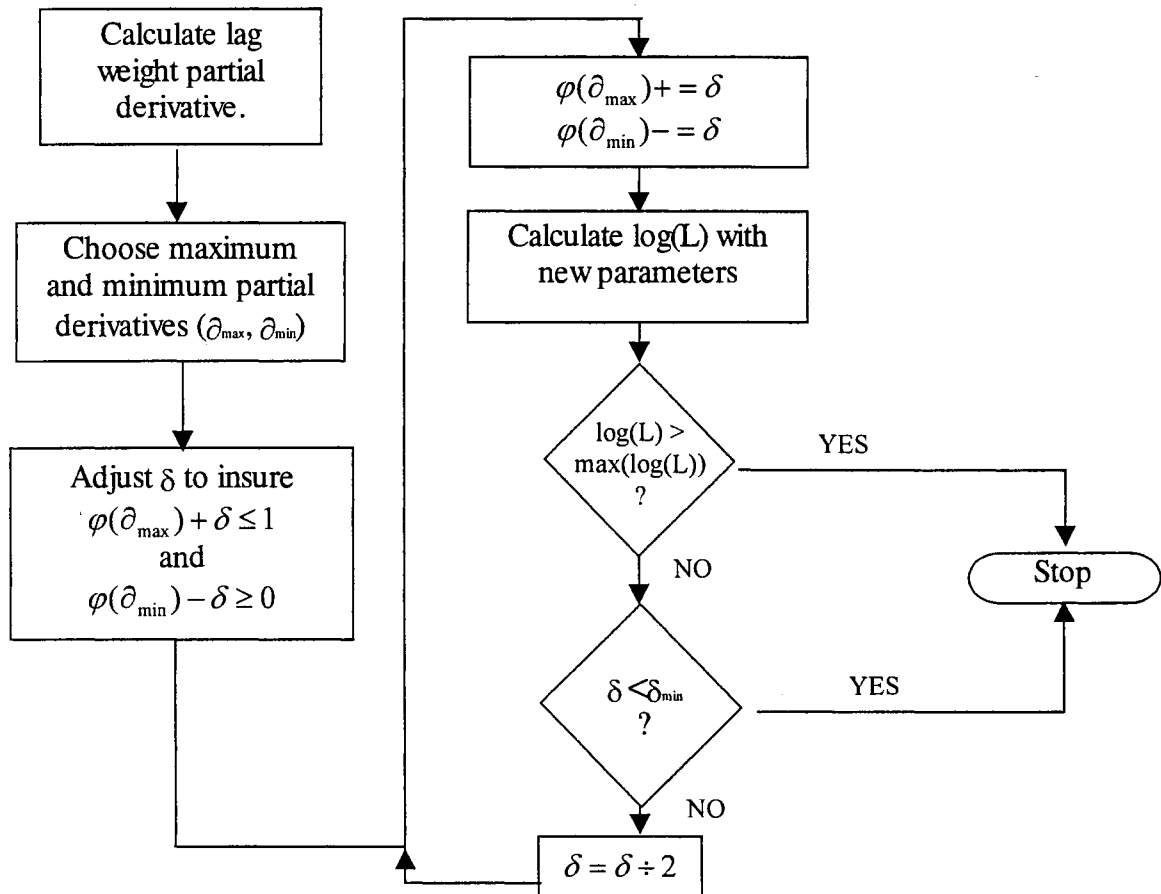 Calculate lag
weight partial
derivative.
Choose maximum
and minimum partial
derivatives (∂max, ∂min)
Adjust δ to insure
φ(∂max) + δ ≤ 1
and
φ(∂min) − δ ≥ 0
φ(∂max)+ = δ
φ(∂min)− = δ
Calculate log(L) with
new parameters
log(L) >
max(log(L))
?
YES
NO
Stop
δ<δmin
?
YES
NO
δ = δ ÷ 2